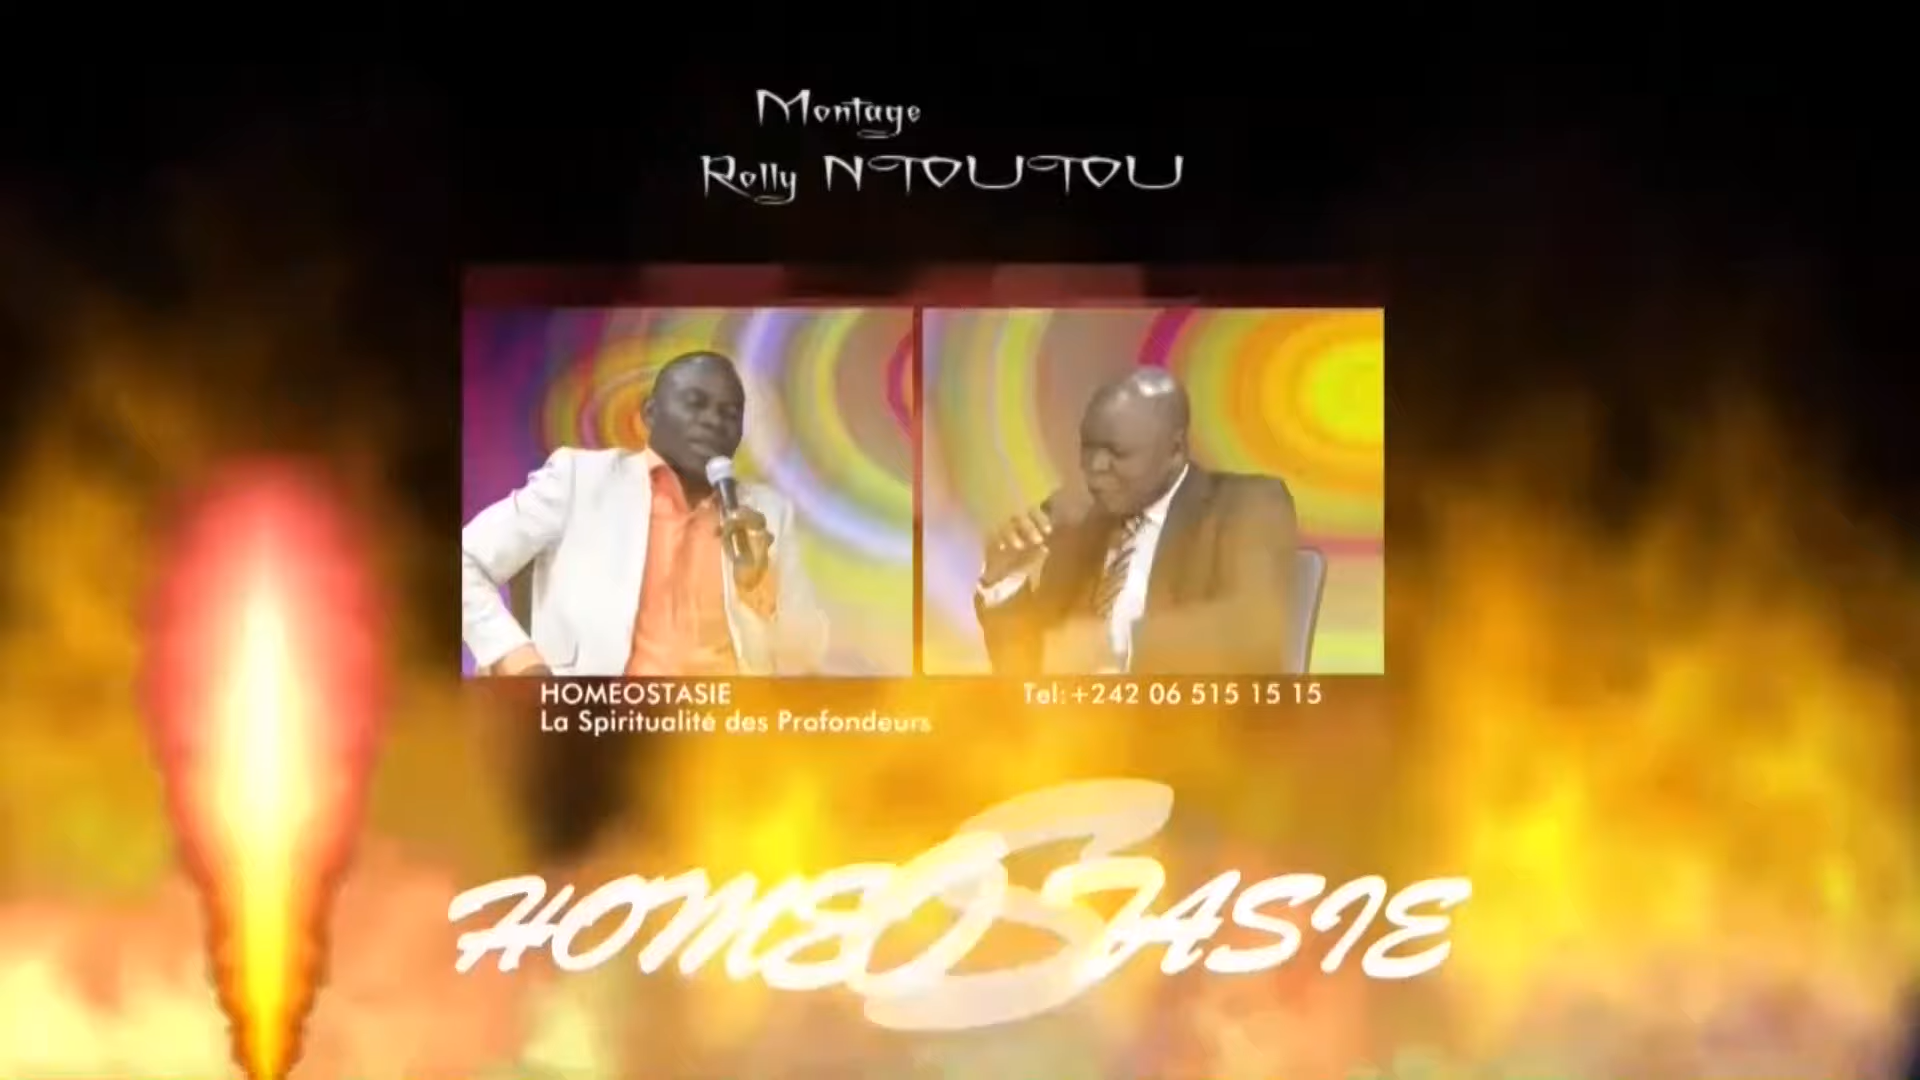 Montage
Rolly NTOUTOU
HOMEOSTASIE
La Spiritualité des Profondeurs
Tel:+242 06 515 15 15
HOMEOSTASIE